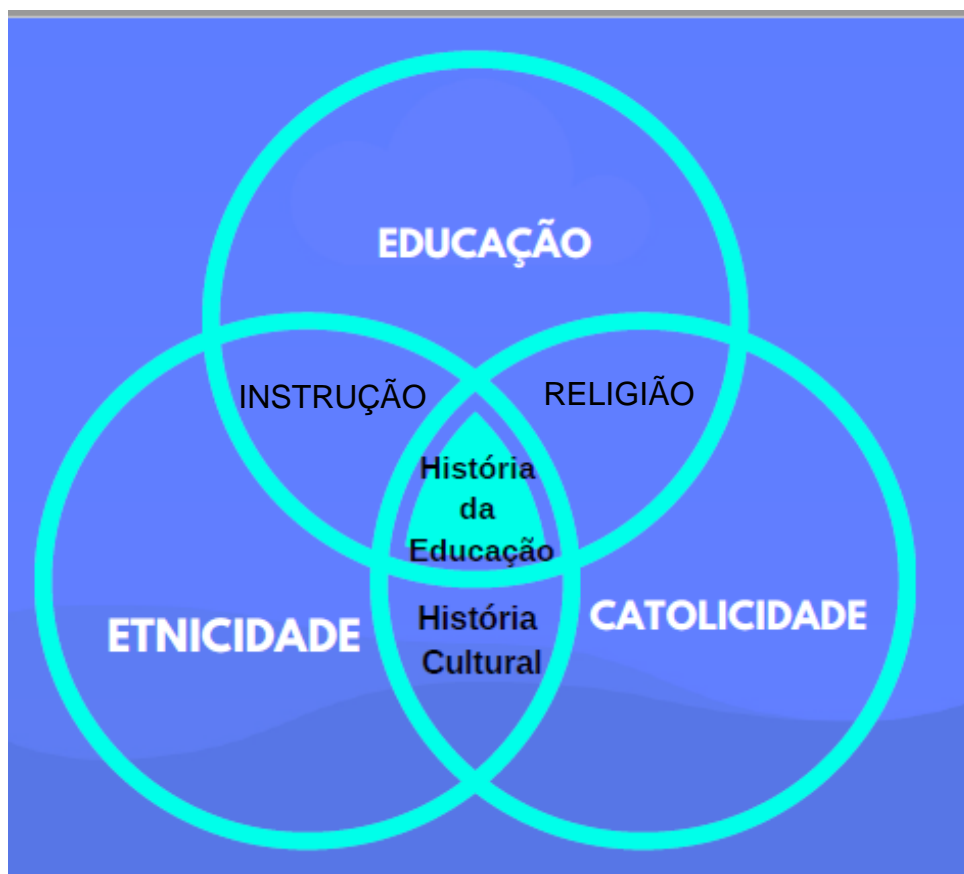 EDUCAÇÃO
INSTRUÇÃO
RELIGIÃO
História
da
Educação
ETNICIDADE
História
Cultural
CATOLICIDADE